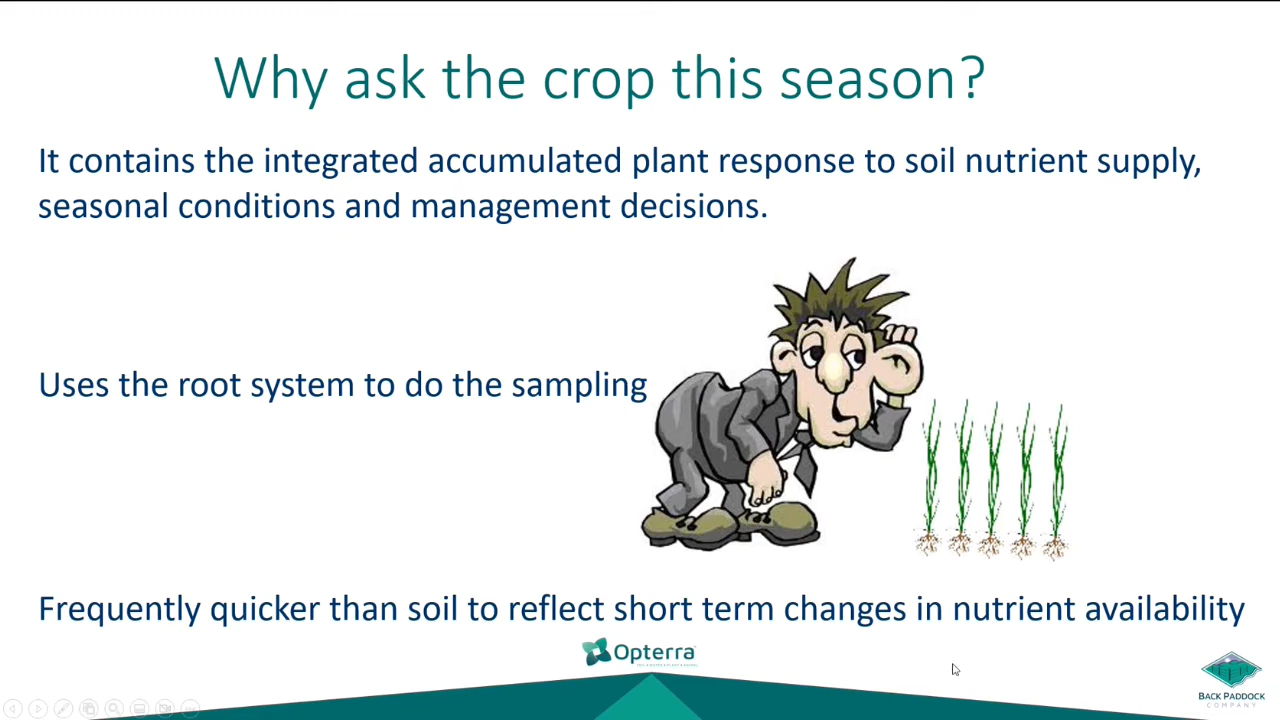 Why ask the crop this season?
It contains the integrated accumulated plant response to soil nutrient supply,
seasonal conditions and management decisions.
Uses the root system to do the sampling
Frequently quicker than soil to reflect short term changes in nutrient availability
Opterra
BACK PADDOCK
COMPANY